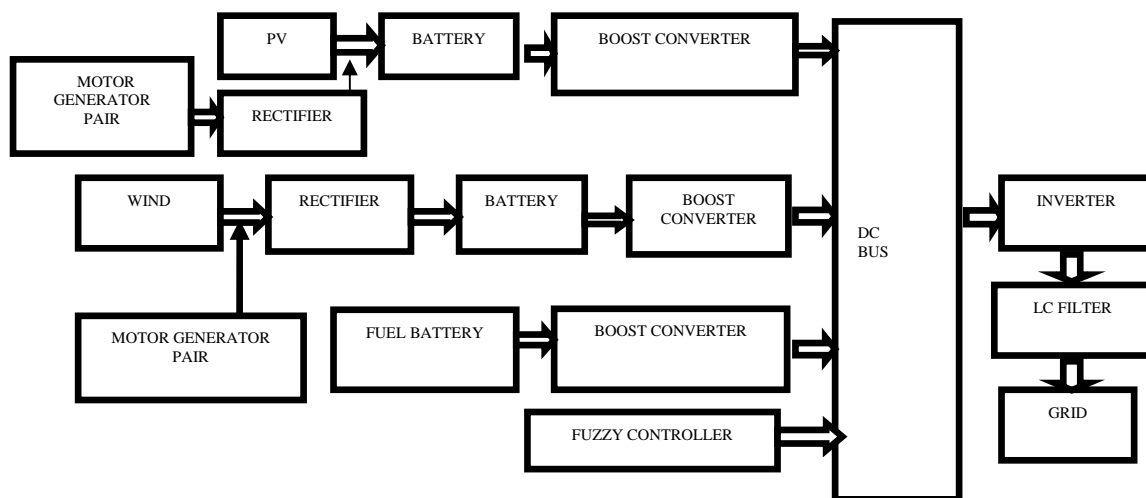 PV
BATTERY
BOOST CONVERTER
MOTOR
GENERATOR
PAIR
RECTIFIER
WIND
RECTIFIER
BATTERY
BOOST
CONVERTER
DC
BUS
INVERTER
MOTOR GENERATOR
PAIR
FUEL BATTERY
BOOST CONVERTER
LC FILTER
FUZZY CONTROLLER
GRID